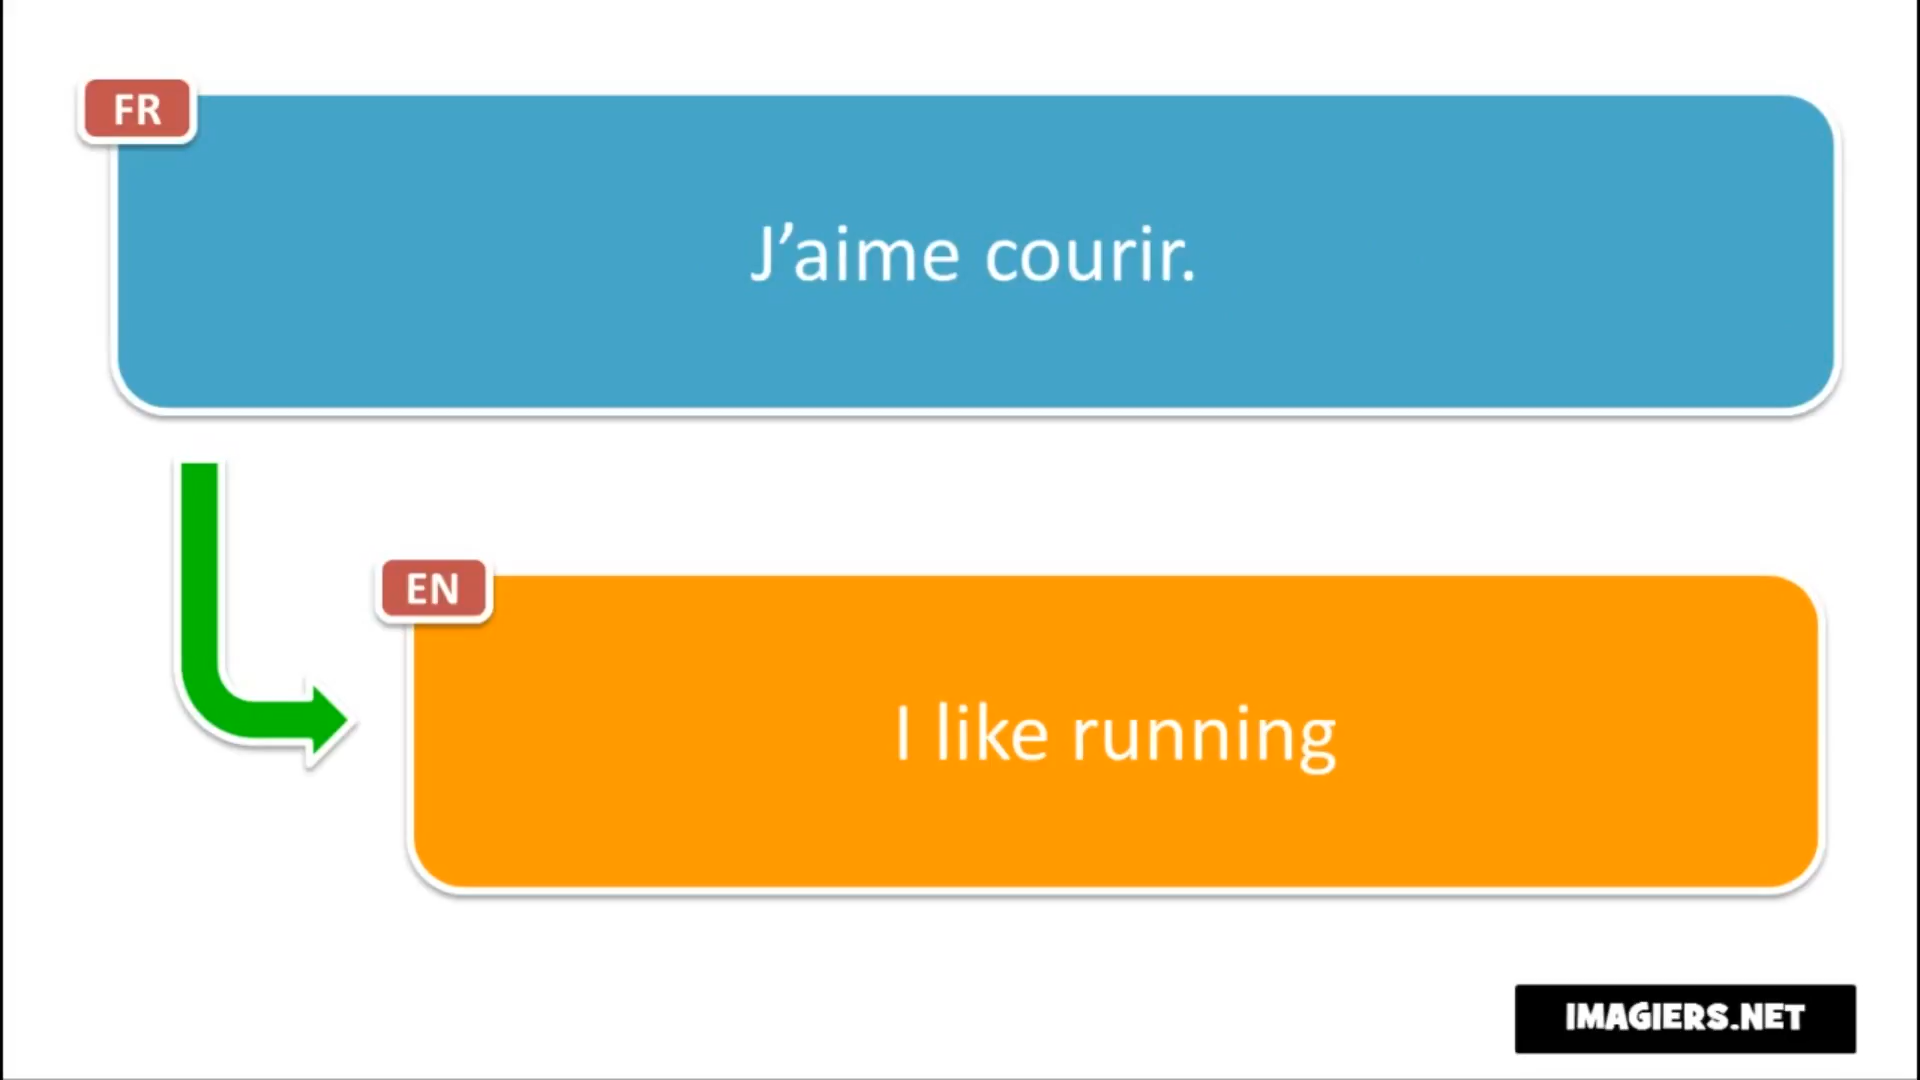 FR
J’aime courir.
EN
I like running
IMAGIERS.NET